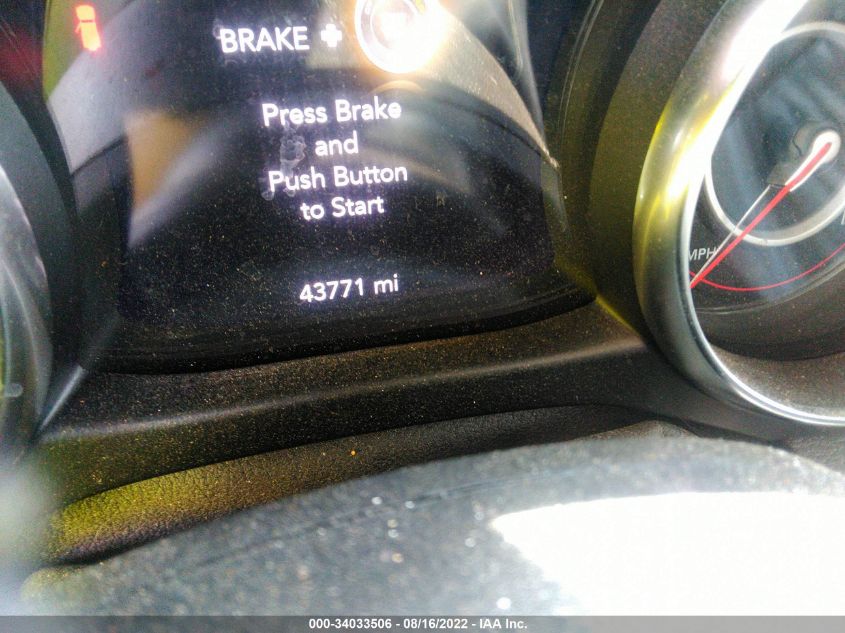 BRAKE +
Press Brake
and
Push Button
to Start
43771 mi
MPH
000-34033506 - 08/16/2022 - IAA Inc.